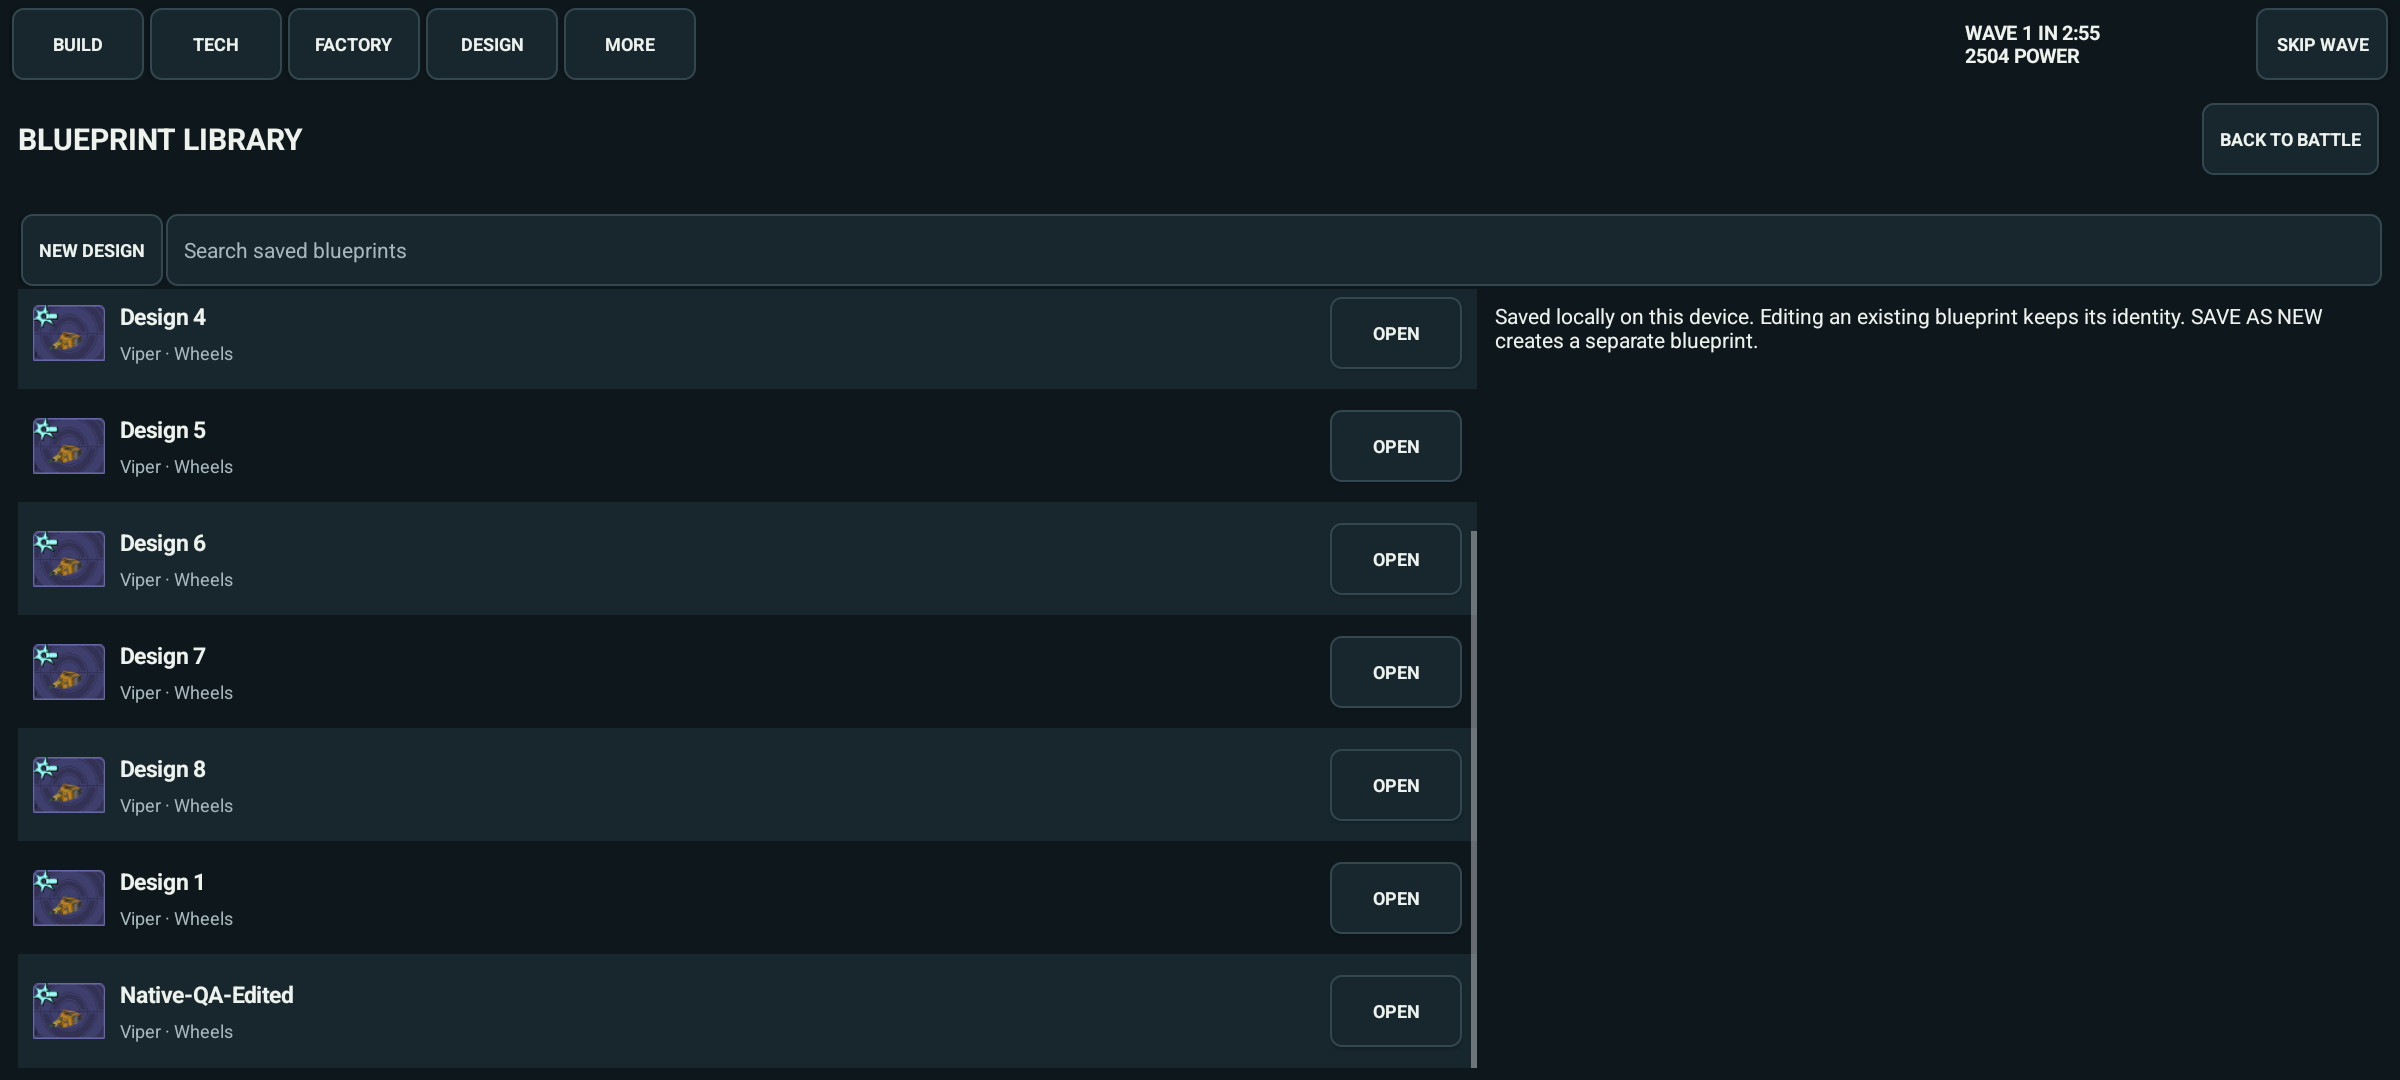 BUILD
TECH
FACTORY
DESIGN
MORE
WAVE 1 IN 2:55
2504 POWER
SKIP WAVE
BLUEPRINT LIBRARY
BACK TO BATTLE
NEW DESIGN
Search saved blueprints
Design 4
Viper · Wheels
OPEN
Saved locally on this device. Editing an existing blueprint keeps its identity. SAVE AS NEW
creates a separate blueprint.
Design 5
Viper · Wheels
OPEN
Design 6
Viper · Wheels
OPEN
Design 7
Viper · Wheels
OPEN
Design 8
Viper · Wheels
OPEN
Design 1
Viper · Wheels
OPEN
Native-QA-Edited
Viper · Wheels
OPEN